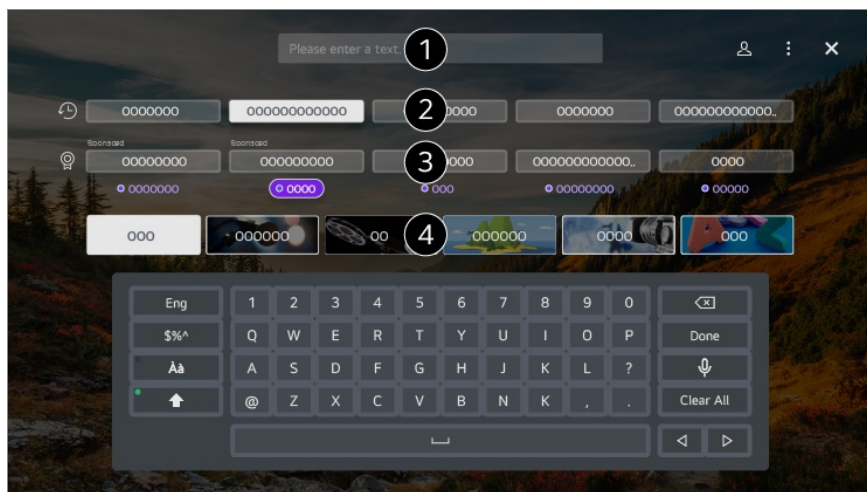 Please enter a text.
1
0000000 000000000000 2 0000 0000000 000000000000..
Soonsœd Soonsœd
00000000 000000000 3 0000 000000000000.. 0000
0000000 0000 000 00000000 00000
000 000000 00 4 000000 0000 000
Eng 1 2 3 4 5 6 7 8 9 0
$%^ Q W E R T Y U I O P Done
Àà A S D F G H J K L ?
@ Z X C V B N K , . Clear All